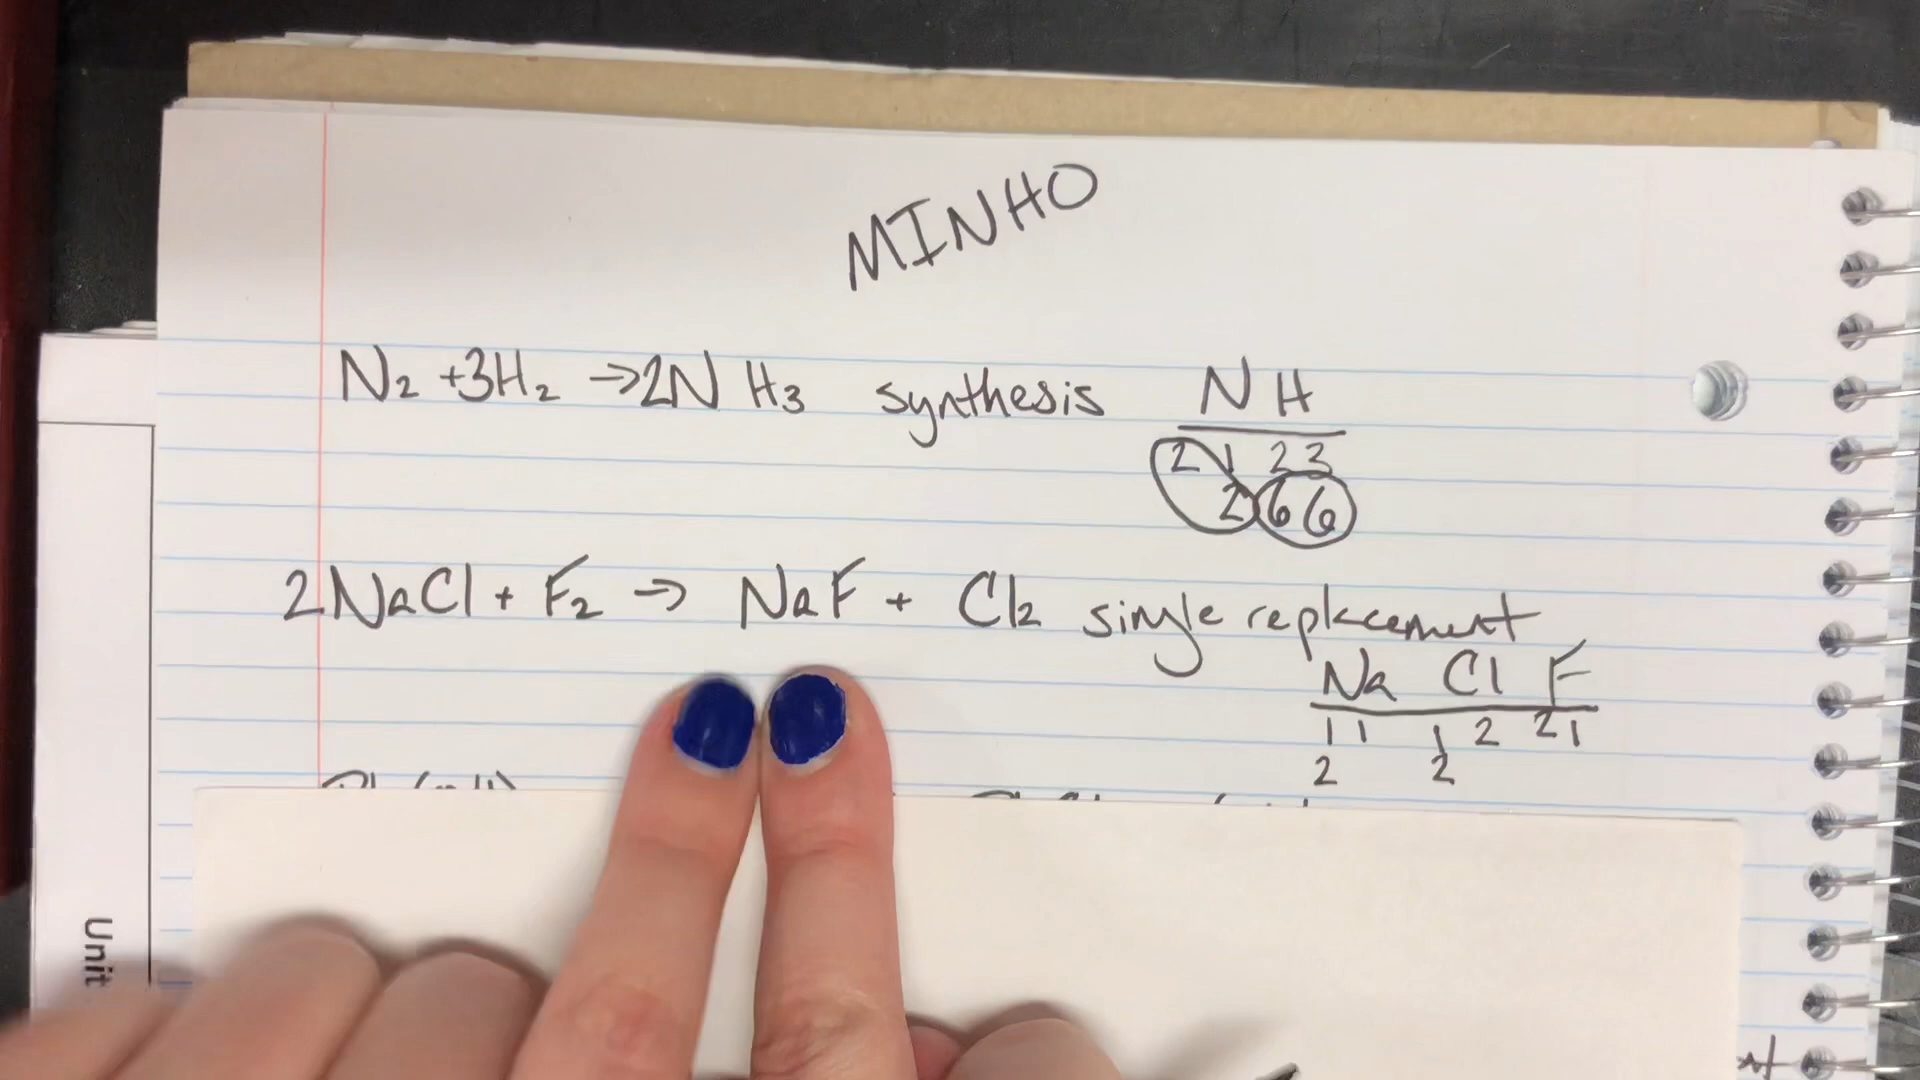 MINHO
N₂ + 3H₂ → 2NH₃ synthesis
N H
2 1 2 3
2 6 6
2NaCl + F₂ → NaF + Cl₂ single replacement
Na Cl F
1 1 1 2 2 1
2 2
Unit